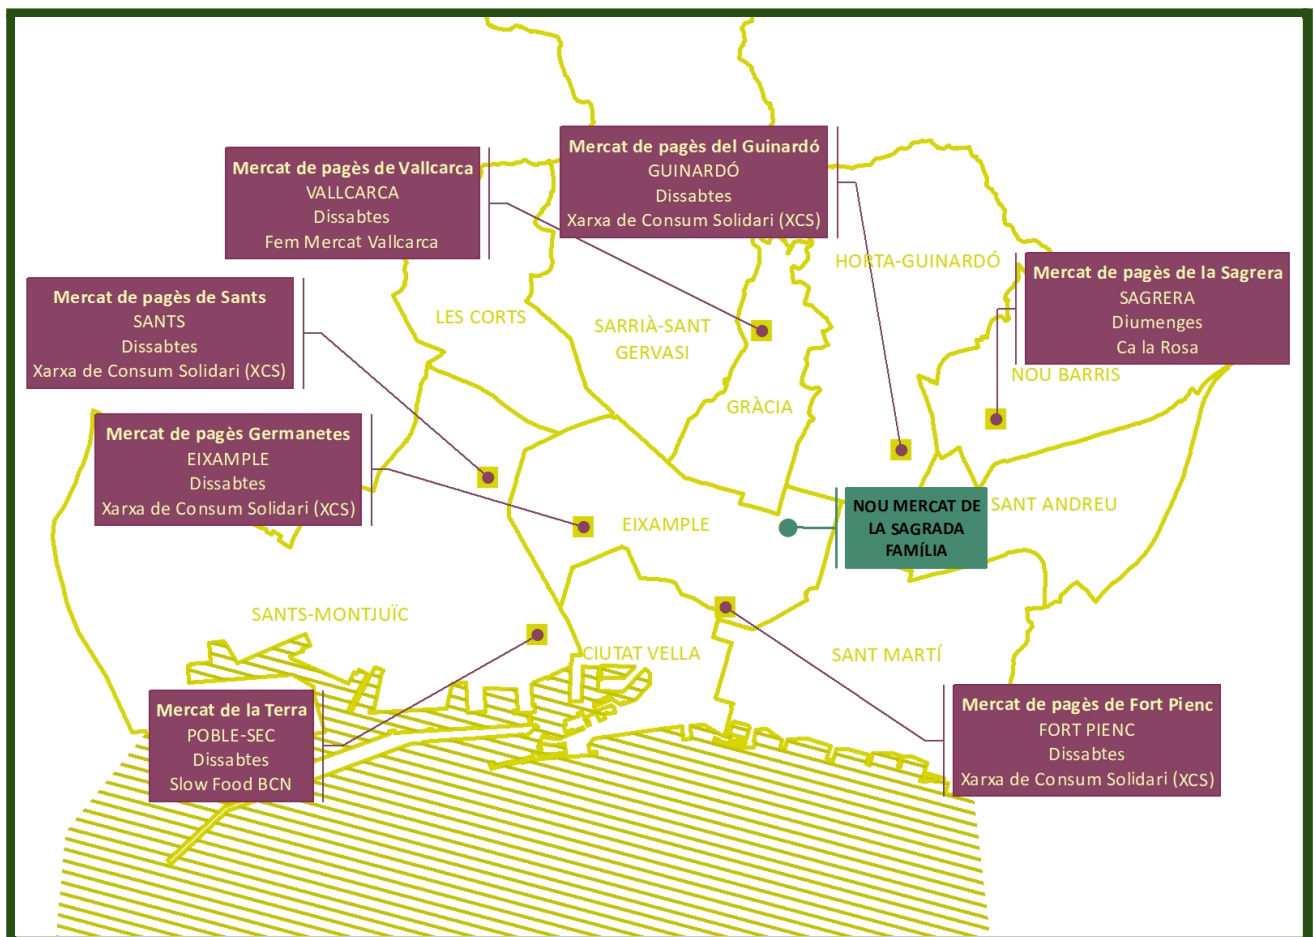 Mercat de pagès del Guinardó
GUINARDÓ
Dissabtes
Xarxa de Consum Solidari (XCS)
Mercat de pagès de Vallcarca
VALLCARCA
Dissabtes
Fem Mercat Vallcarca
HORTA-GUINARDÓ
Mercat de pagès de la Sagrera
SAGRERA
Diumenges
Ca la Rosa
Mercat de pagès de Sants
SANTS
Dissabtes
Xarxa de Consum Solidari (XCS)
LES CORTS
SARRIÀ-SANT
GERVASI
NOU BARRIS
GRÀCIA
Mercat de pagès Germanetes
EIXAMPLE
Dissabtes
Xarxa de Consum Solidari (XCS)
EIXAMPLE
NOU MERCAT DE
LA SAGRADA
FAMÍLIA
SANT ANDREU
SANTS-MONTJUÏC
CIUTAT VELLA
SANT MARTÍ
Mercat de la Terra
POBLE-SEC
Dissabtes
Slow Food BCN
Mercat de pagès de Fort Pienc
FORT PIENC
Dissabtes
Xarxa de Consum Solidari (XCS)